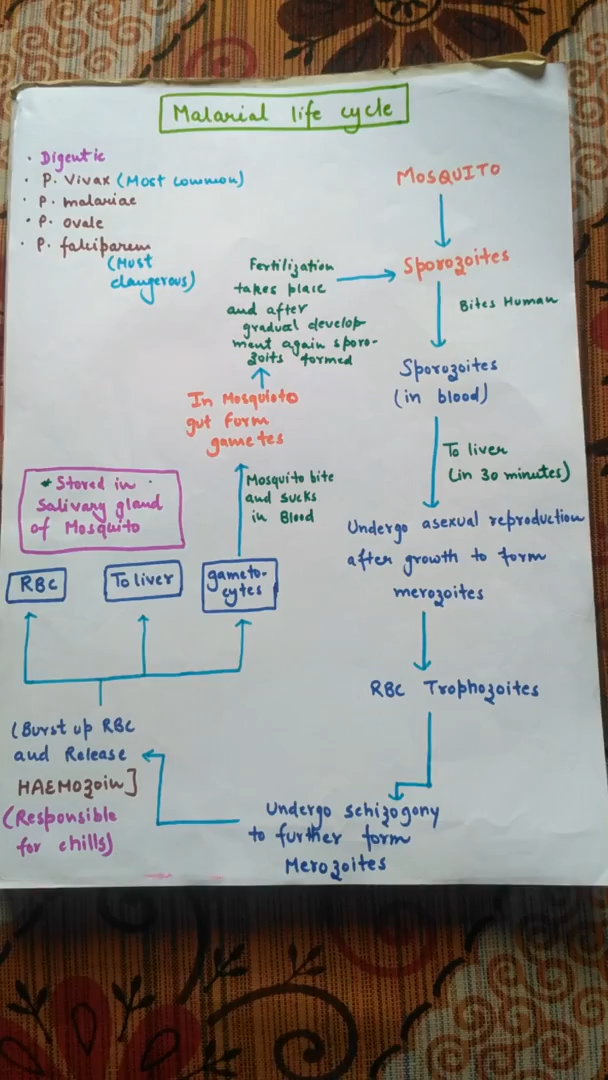 Malarial life cycle
· Digentic
· P. Vivax (Most common)
· P. malariae
· P. ovale
· P. falciparem
(Most
dangerous)
MOSQUITO
Sporozoites
Bites Human
Sporozoites
(in blood)
To liver
(in 30 minutes)
Undergo asexual reproduction
after growth to form
merozoites
RBC Trophozoites
Undergo schizogony
to further form
Merozoites
(Burst up RBC
and Release
HAEMOZOIN]
(Responsible
for chills)
RBC
To liver
gameto-
cytes
Mosquito bite
and sucks
in Blood
* Stored in
Salivary gland
of Mosquito
In Mosquioto
gut form
gametes
Fertilization
takes place
and after
gradual develop-
ment again sporo-
zoits formed